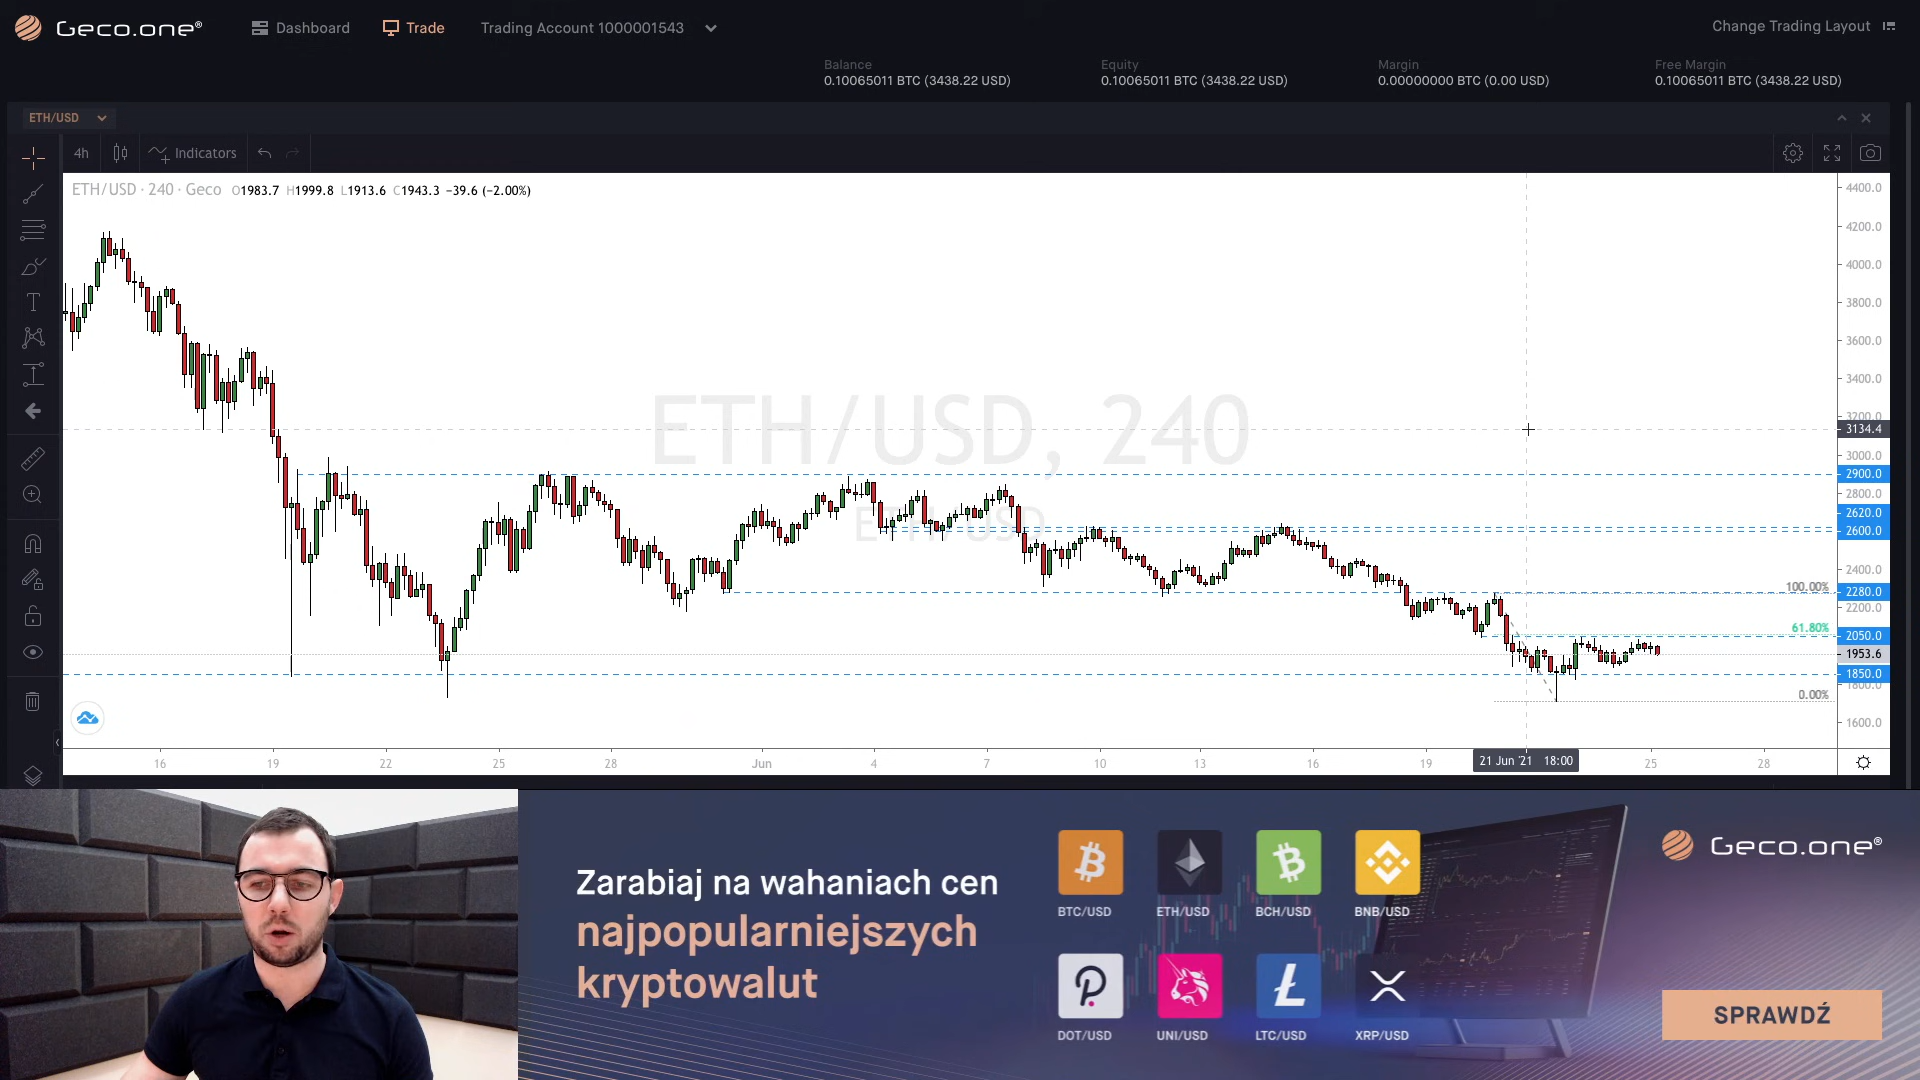 Geco.one®
Dashboard
Trade
Trading Account 1000001543
Change Trading Layout
Balance
0.10065011 BTC (3438.22 USD)
Equity
0.10065011 BTC (3438.22 USD)
Margin
0.00000000 BTC (0.00 USD)
Free Margin
0.10065011 BTC (3438.22 USD)
ETH/USD
4h
Indicators
ETH/USD · 240 · Geco O1983.7 H1999.8 L1913.6 C1943.3 −39.6 (−2.00%)
ETH/USD, 240
ETH/USD
4400.0
4200.0
4000.0
3800.0
3600.0
3400.0
3200.0
3134.4
3000.0
2900.0
2800.0
2620.0
2600.0
2400.0
100.00%
2280.0
2200.0
61.80%
2050.0
1953.6
1850.0
1800.0
0.00%
1600.0
16
19
22
25
28
Jun
4
7
10
13
16
19
21 Jun '21 18:00
25
28
Zarabiaj na wahaniach cen
najpopularniejszych
kryptowalut
BTC/USD
ETH/USD
BCH/USD
BNB/USD
DOT/USD
UNI/USD
LTC/USD
XRP/USD
Geco.one®
SPRAWDŹ